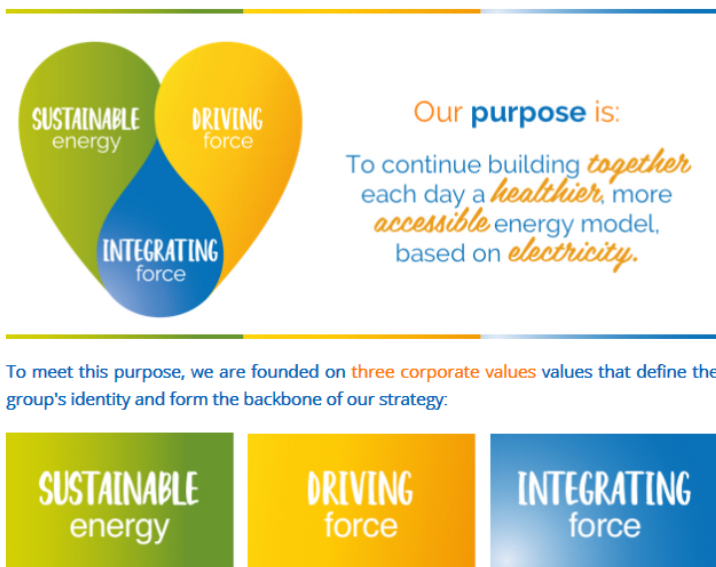 SUSTAINABLE
energy
DRIVING
force
INTEGRATING
force
Our purpose is:
To continue building together
each day a healthier, more
accessible energy model,
based on electricity.
To meet this purpose, we are founded on three corporate values values that define the
group's identity and form the backbone of our strategy:
SUSTAINABLE
energy
DRIVING
force
INTEGRATING
force